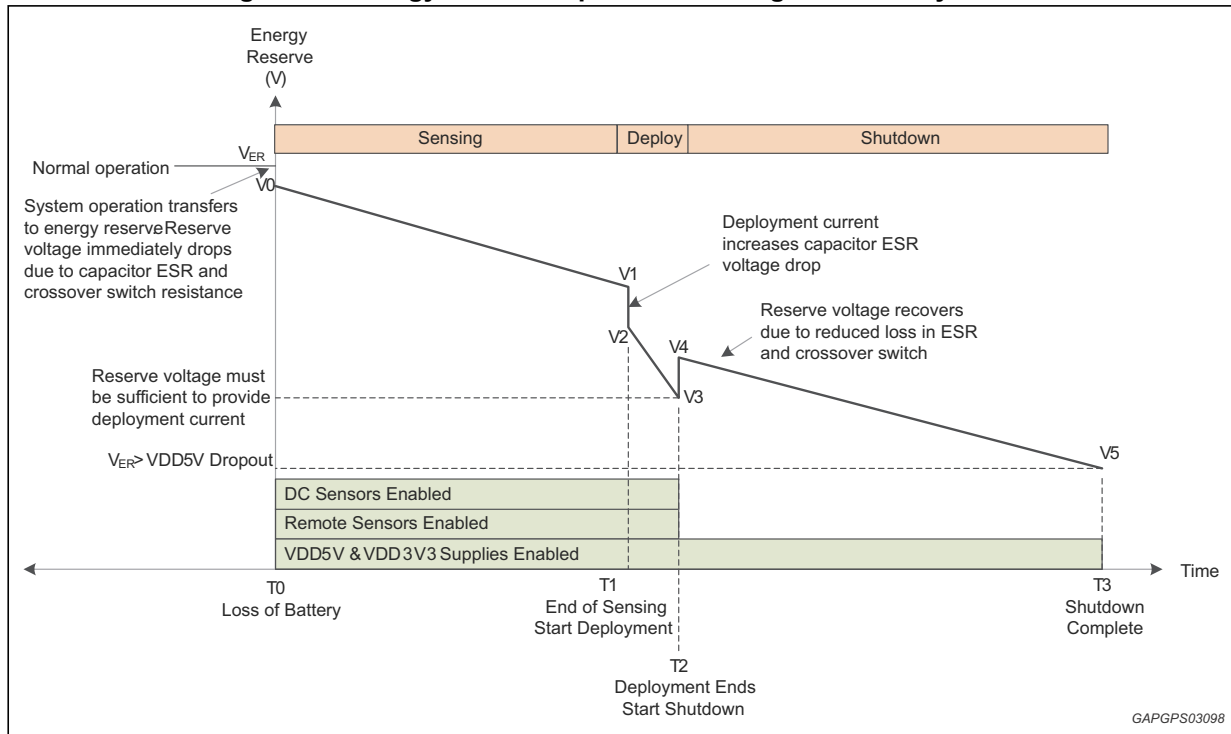 Energy
Reserve
(V)
Sensing
Deploy
Shutdown
VER
Normal operation
V0
System operation transfers
to energy reserveReserve
voltage immediately drops
due to capacitor ESR and
crossover switch resistance
Deployment current
increases capacitor ESR
voltage drop
V1
V2
Reserve voltage recovers
due to reduced loss in ESR
and crossover switch
V4
V3
Reserve voltage must
be sufficient to provide
deployment current
VER> VDD5V Dropout
V5
DC Sensors Enabled
Remote Sensors Enabled
VDD5V & VDD3V3 Supplies Enabled
Time
T0
Loss of Battery
T1
End of Sensing
Start Deployment
T3
Shutdown
Complete
T2
Deployment Ends
Start Shutdown
GAPGPS03098